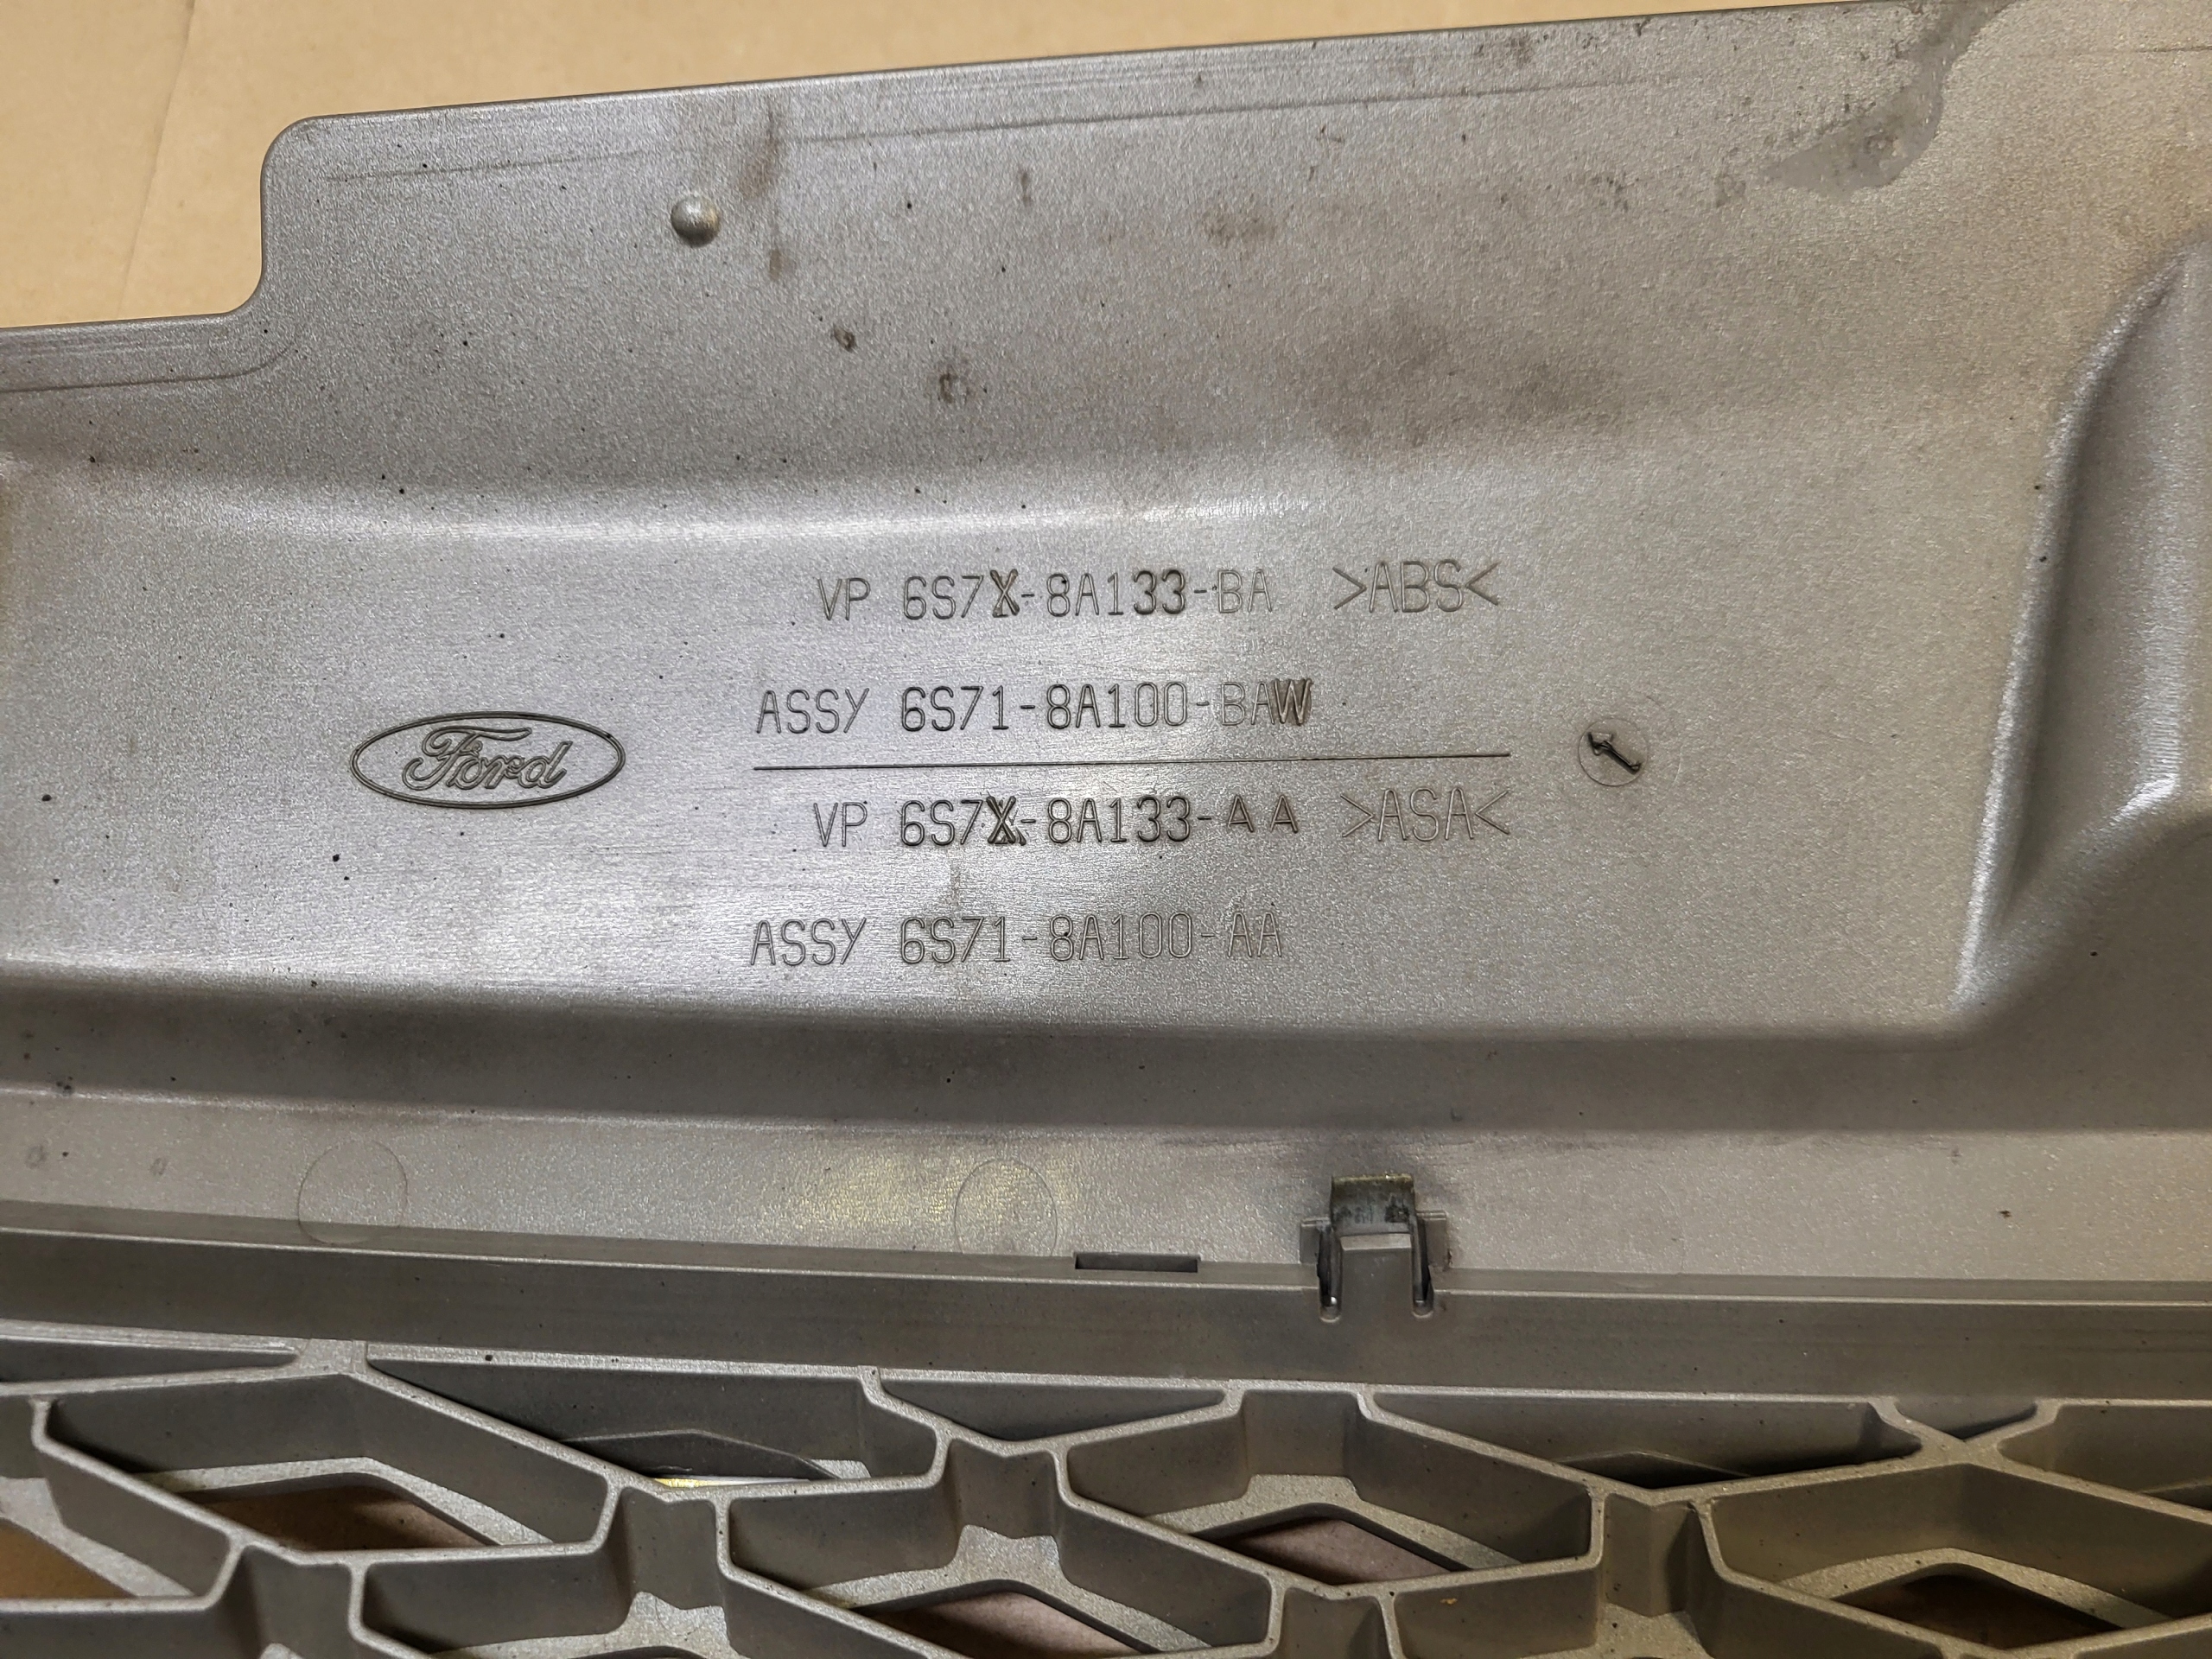 VP 6S7X-8A133-BA >ABS<
ASSY 6S71-8A100-BAW
Ford
VP 6S7X-8A133-AA >ASA<
ASSY 6S71-8A100-AA